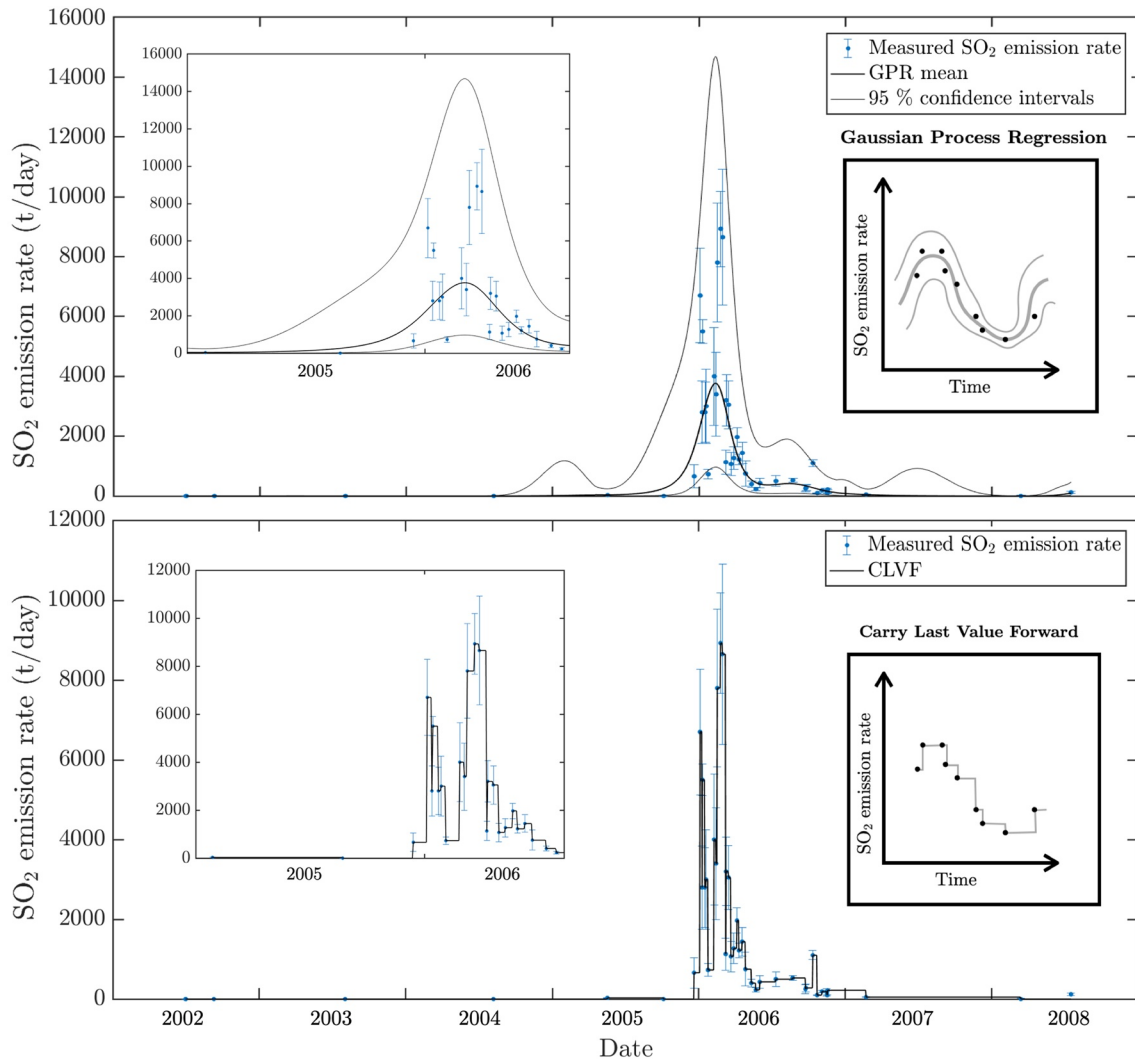 16000
14000
12000
10000
8000
6000
4000
2000
0
SO₂ emission rate (t/day)
16000
14000
12000
10000
8000
6000
4000
2000
0
2005
2006
Measured SO₂ emission rate
GPR mean
95 % confidence intervals
Gaussian Process Regression
SO₂ emission rate
Time
12000
10000
8000
6000
4000
2000
0
SO₂ emission rate (t/day)
12000
10000
8000
6000
4000
2000
0
2005
2006
Measured SO₂ emission rate
CLVF
Carry Last Value Forward
SO₂ emission rate
Time
2002 2003 2004 2005 2006 2007 2008
Date